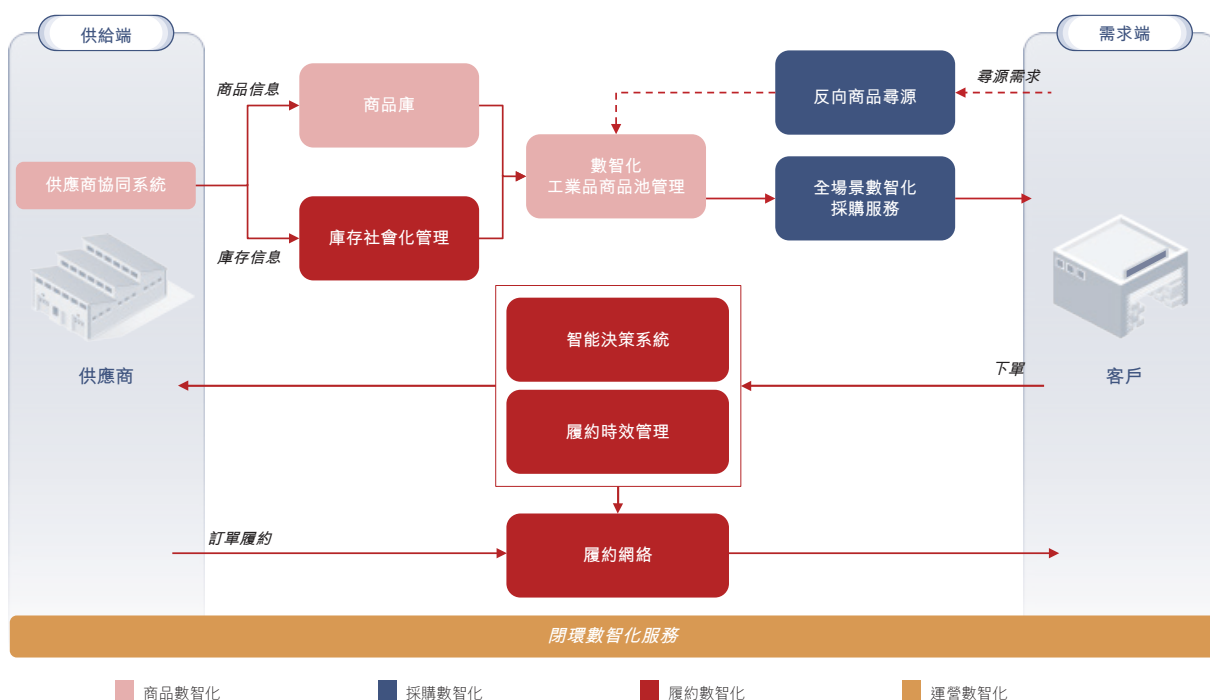 供給端
需求端
商品信息
商品庫
反向商品尋源
尋源需求
供應商協同系統
數智化
工業品商品池管理
全場景數智化
採購服務
庫存信息
庫存社會化管理
智能決策系統
供應商
下單
客戶
履約時效管理
訂單履約
履約網絡
閉環數智化服務
商品數智化
採購數智化
履約數智化
運營數智化